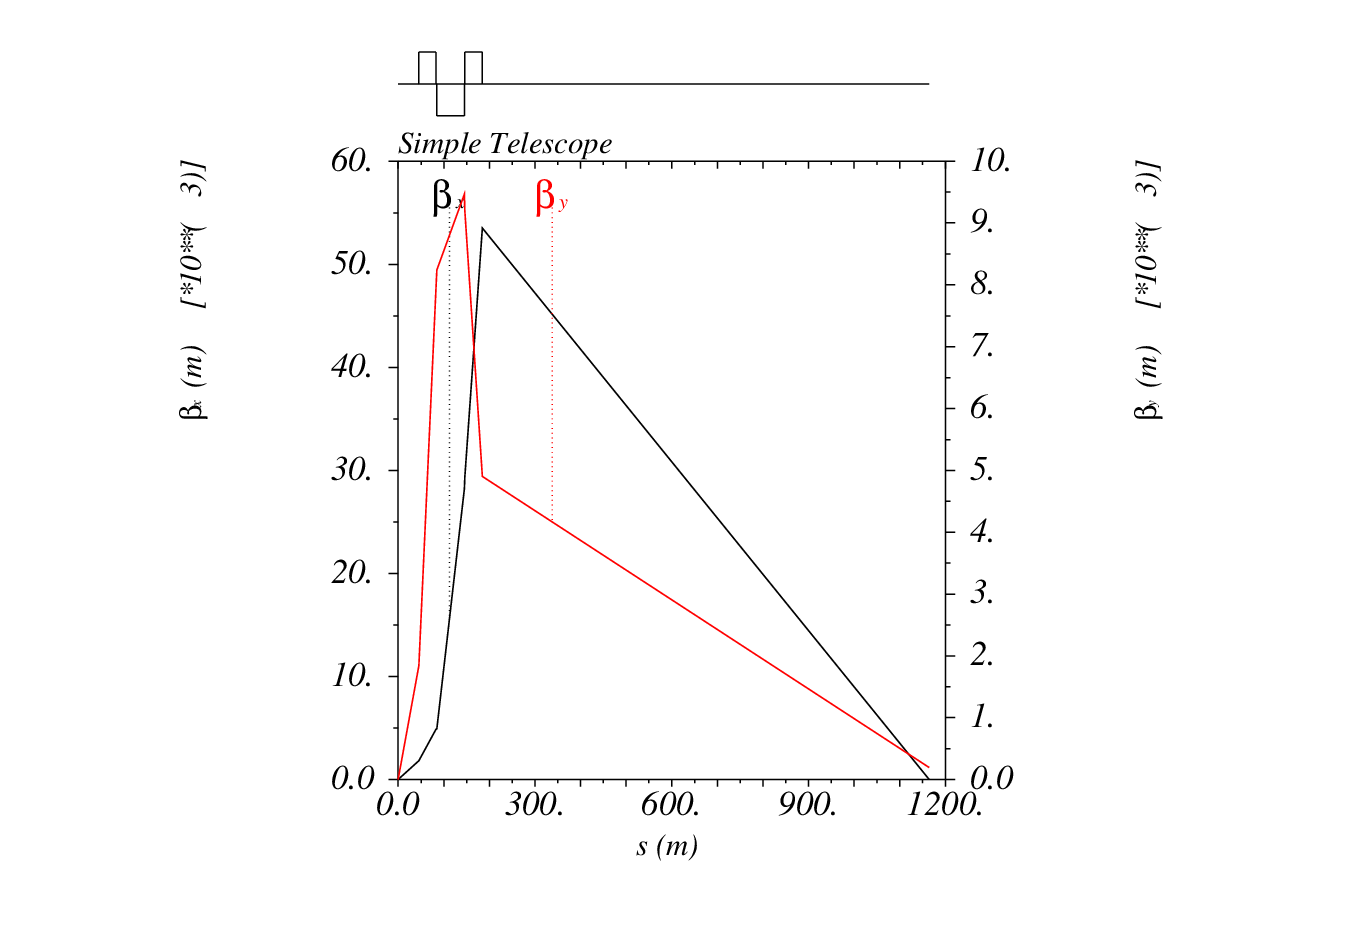 Simple Telescope
βx (m) [*10**( 3)]
60.
50.
40.
30.
20.
10.
0.0
βx
βy
10.
9.
8.
7.
6.
5.
4.
3.
2.
1.
0.0
βy (m) [*10**( 3)]
0.0 300. 600. 900. 1200.
s (m)